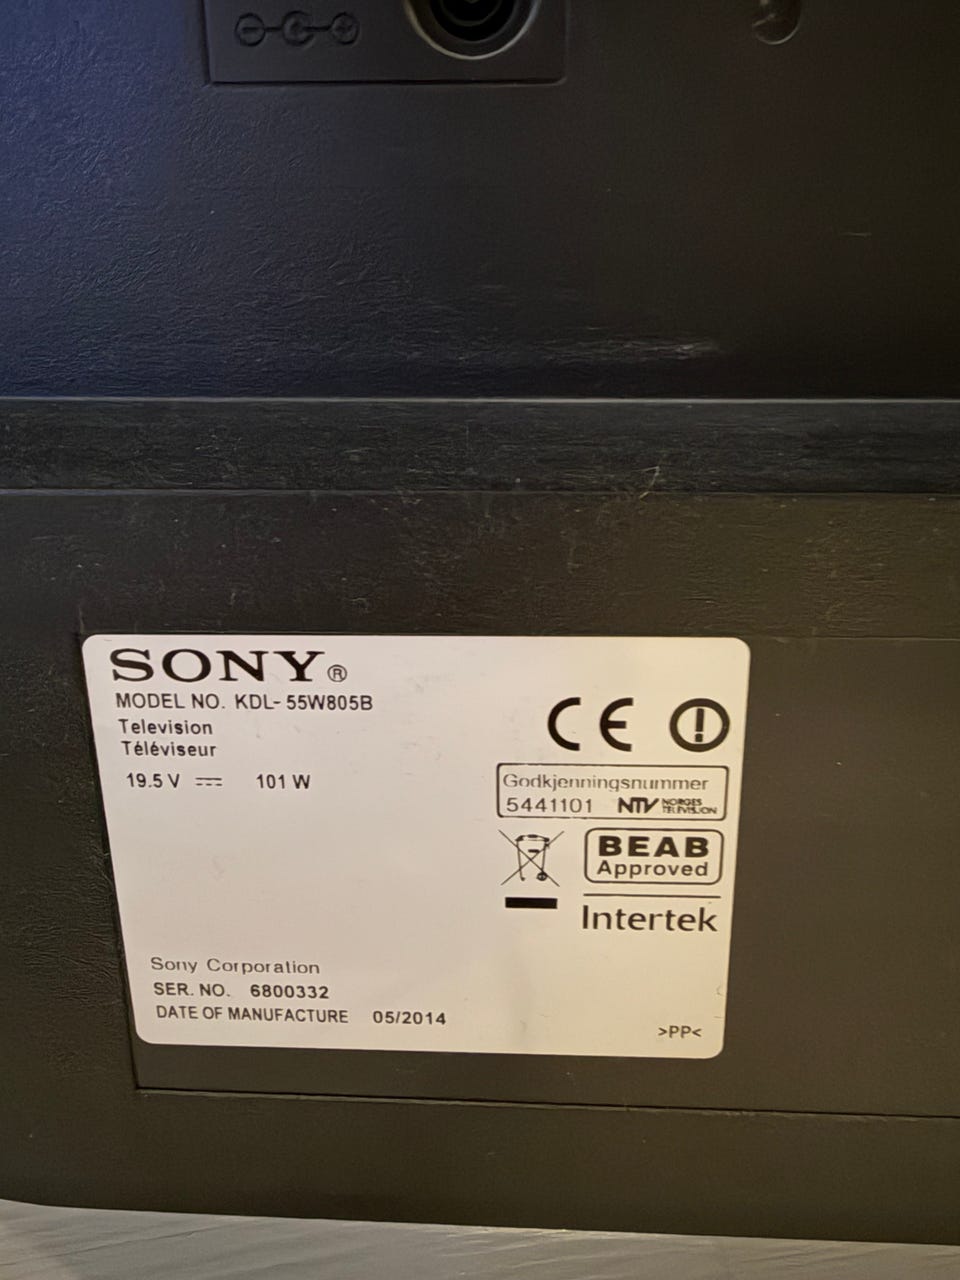 SONY®
MODEL NO. KDL- 55W805B
Television
Téléviseur
19.5 V ⎓ 101 W
CE
Godkjenningsnummer
5441101 NTV NORGES TELEVISJON
BEAB
Approved
Intertek
Sony Corporation
SER. NO. 6800332
DATE OF MANUFACTURE 05/2014
>PP<